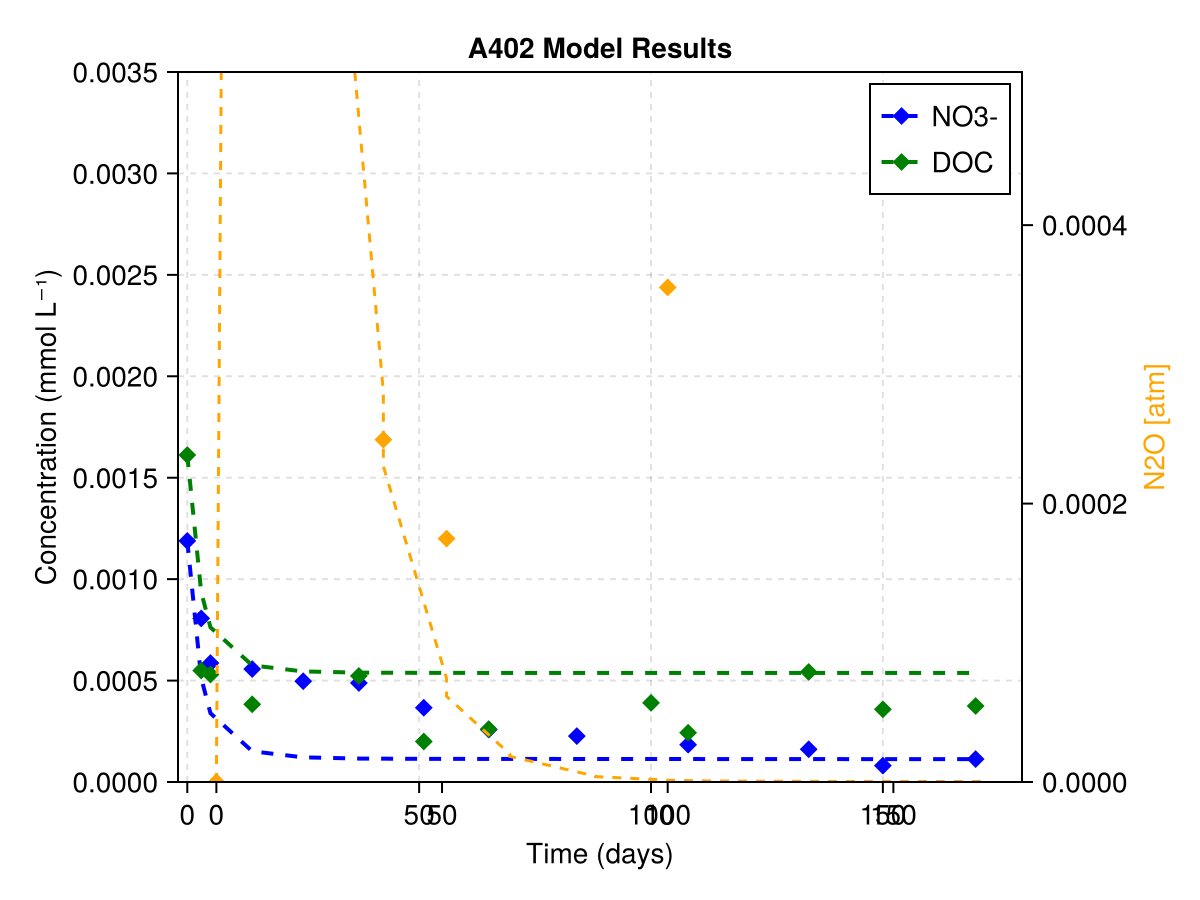 A402 Model Results
0.0035
0.0030
0.0025
0.0020
0.0015
0.0010
0.0005
0.0000
Concentration (mmol L⁻¹)
NO3-
DOC
0.0004
0.0002
0.0000
N2O [atm]
0 0 50 50 100 100 150 150
Time (days)